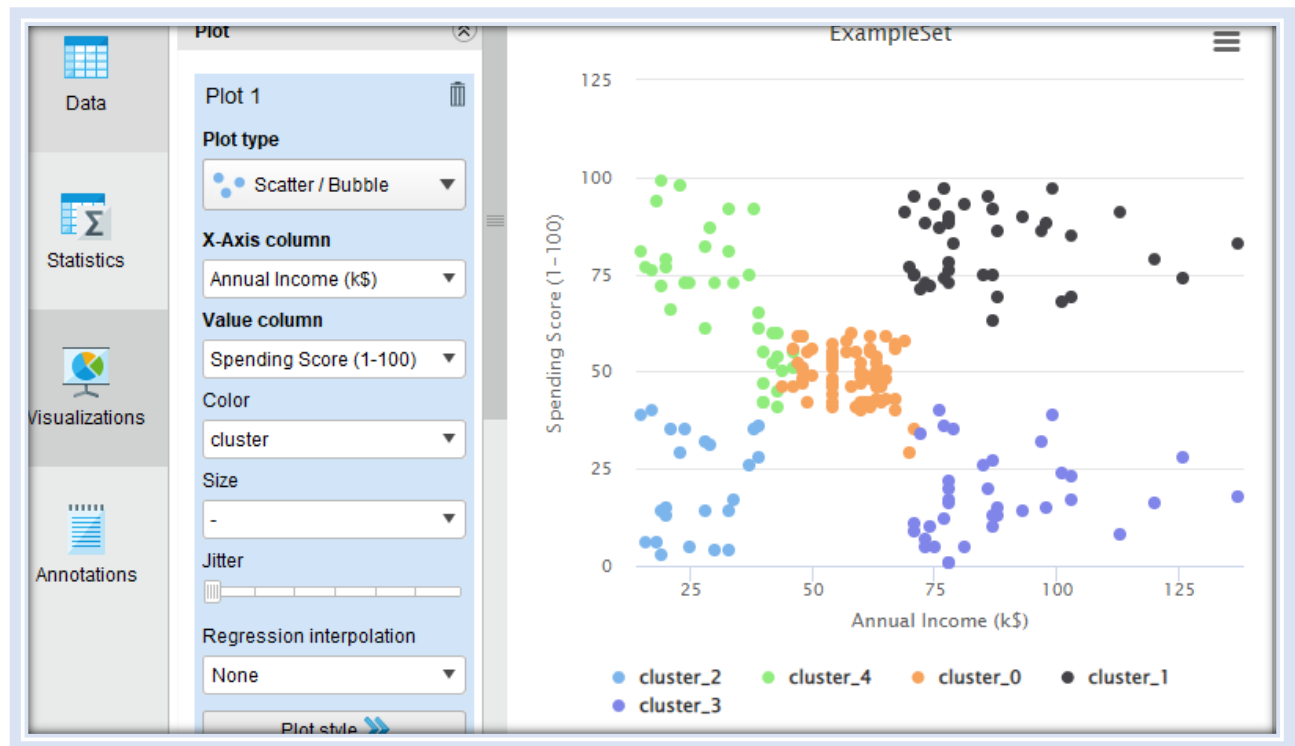 Data
Statistics
Visualizations
Annotations
Plot
Plot 1
Plot type
Scatter / Bubble
X-Axis column
Annual Income (k$)
Value column
Spending Score (1-100)
Color
cluster
Size
-
Jitter
Regression interpolation
None
Plot style
ExampleSet
125
100
75
50
25
0
Spending Score (1-100)
25 50 75 100 125
Annual Income (k$)
cluster_2 cluster_4 cluster_0 cluster_1
cluster_3